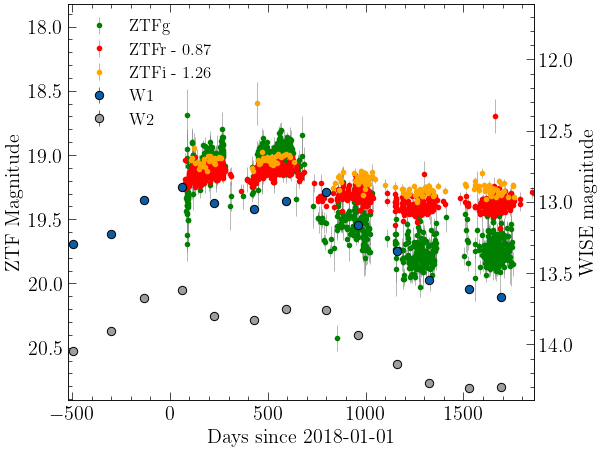 ZTFg
ZTFr - 0.87
ZTFi - 1.26
W1
W2
ZTF Magnitude
18.0
18.5
19.0
19.5
20.0
20.5
WISE magnitude
12.0
12.5
13.0
13.5
14.0
−500 0 500 1000 1500
Days since 2018-01-01